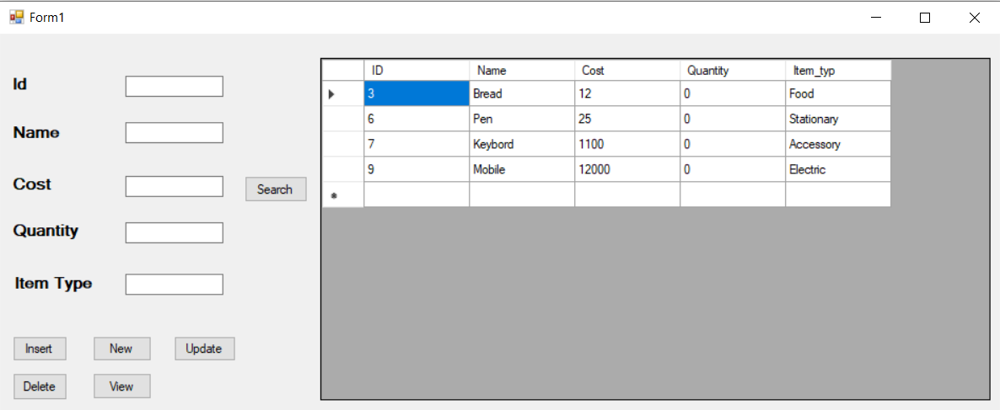 Form1
Id
Name
Cost
Search
Quantity
Item Type
Insert New Update
Delete View
ID Name Cost Quantity Item_typ
3 Bread 12 0 Food
6 Pen 25 0 Stationary
7 Keybord 1100 0 Accessory
9 Mobile 12000 0 Electric